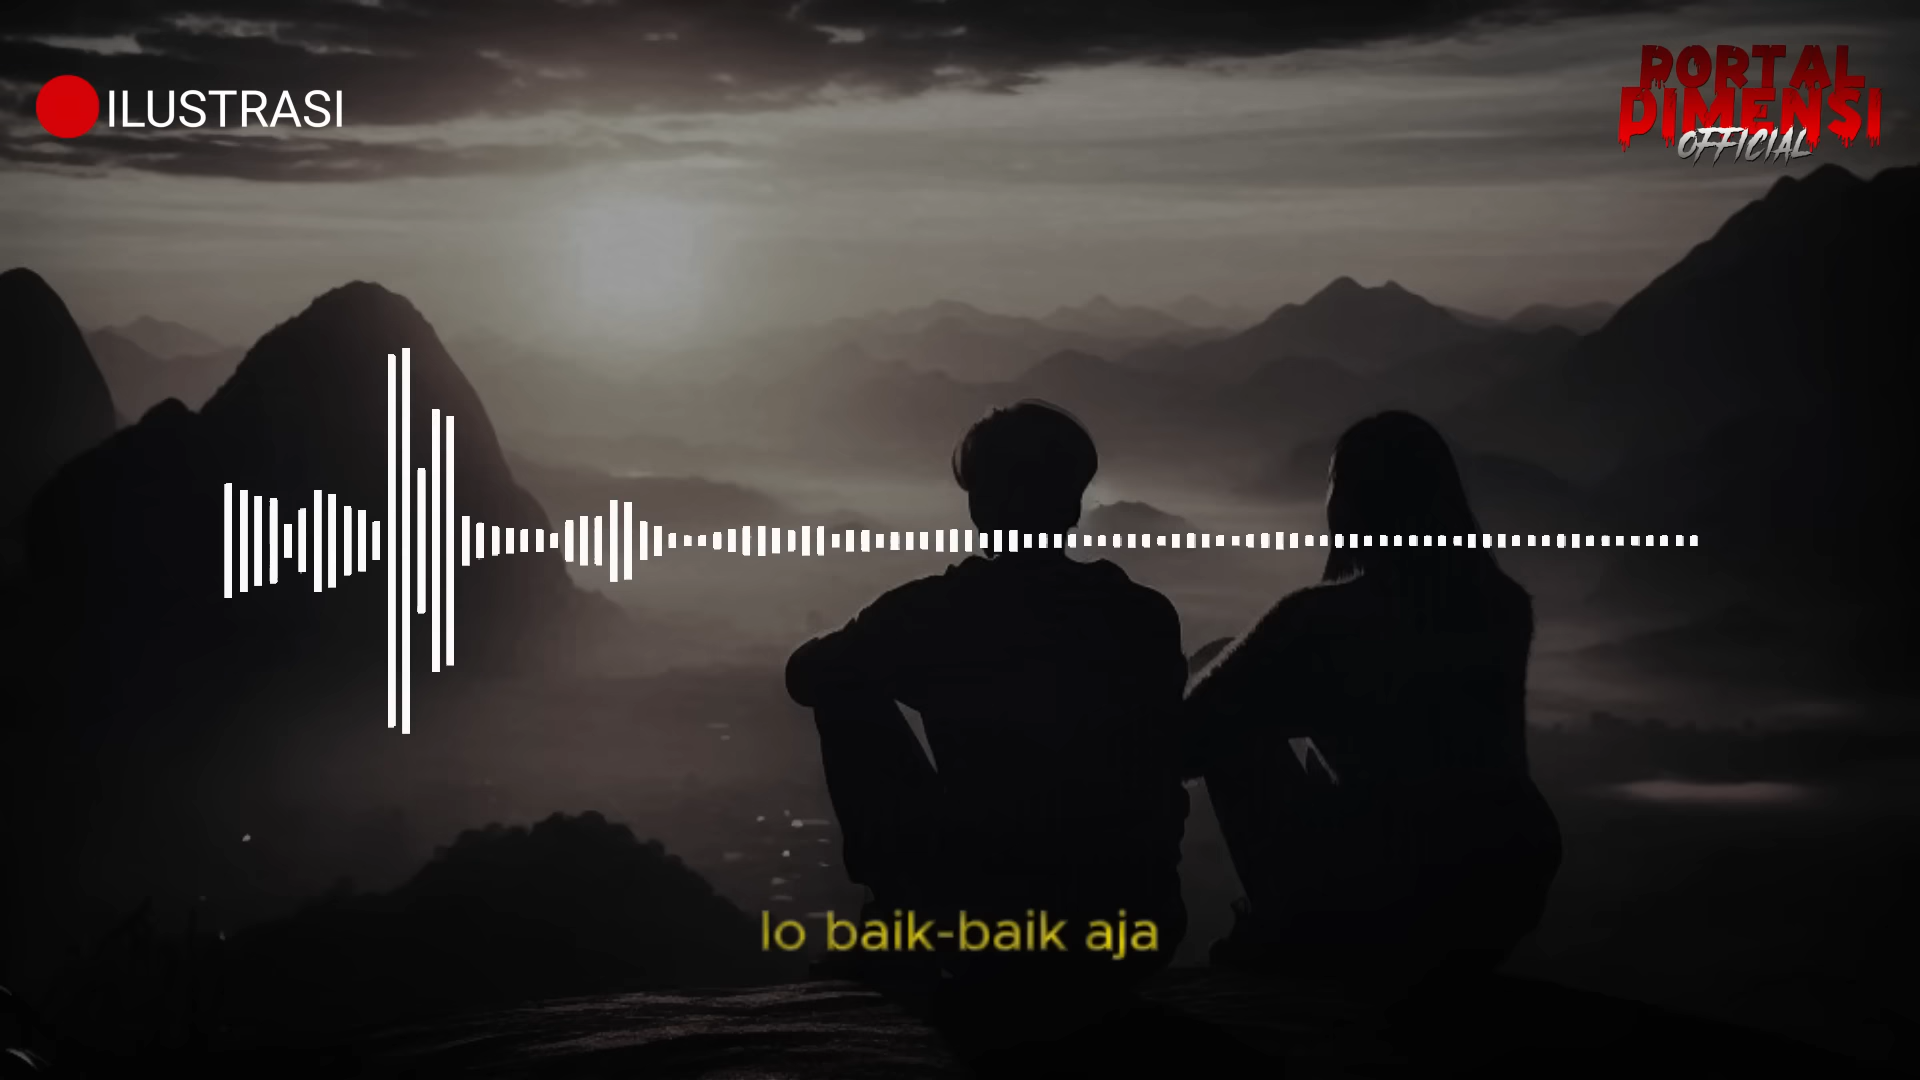 ILUSTRASI
PORTAL
DIMENSI
OFFICIAL
lo baik-baik aja